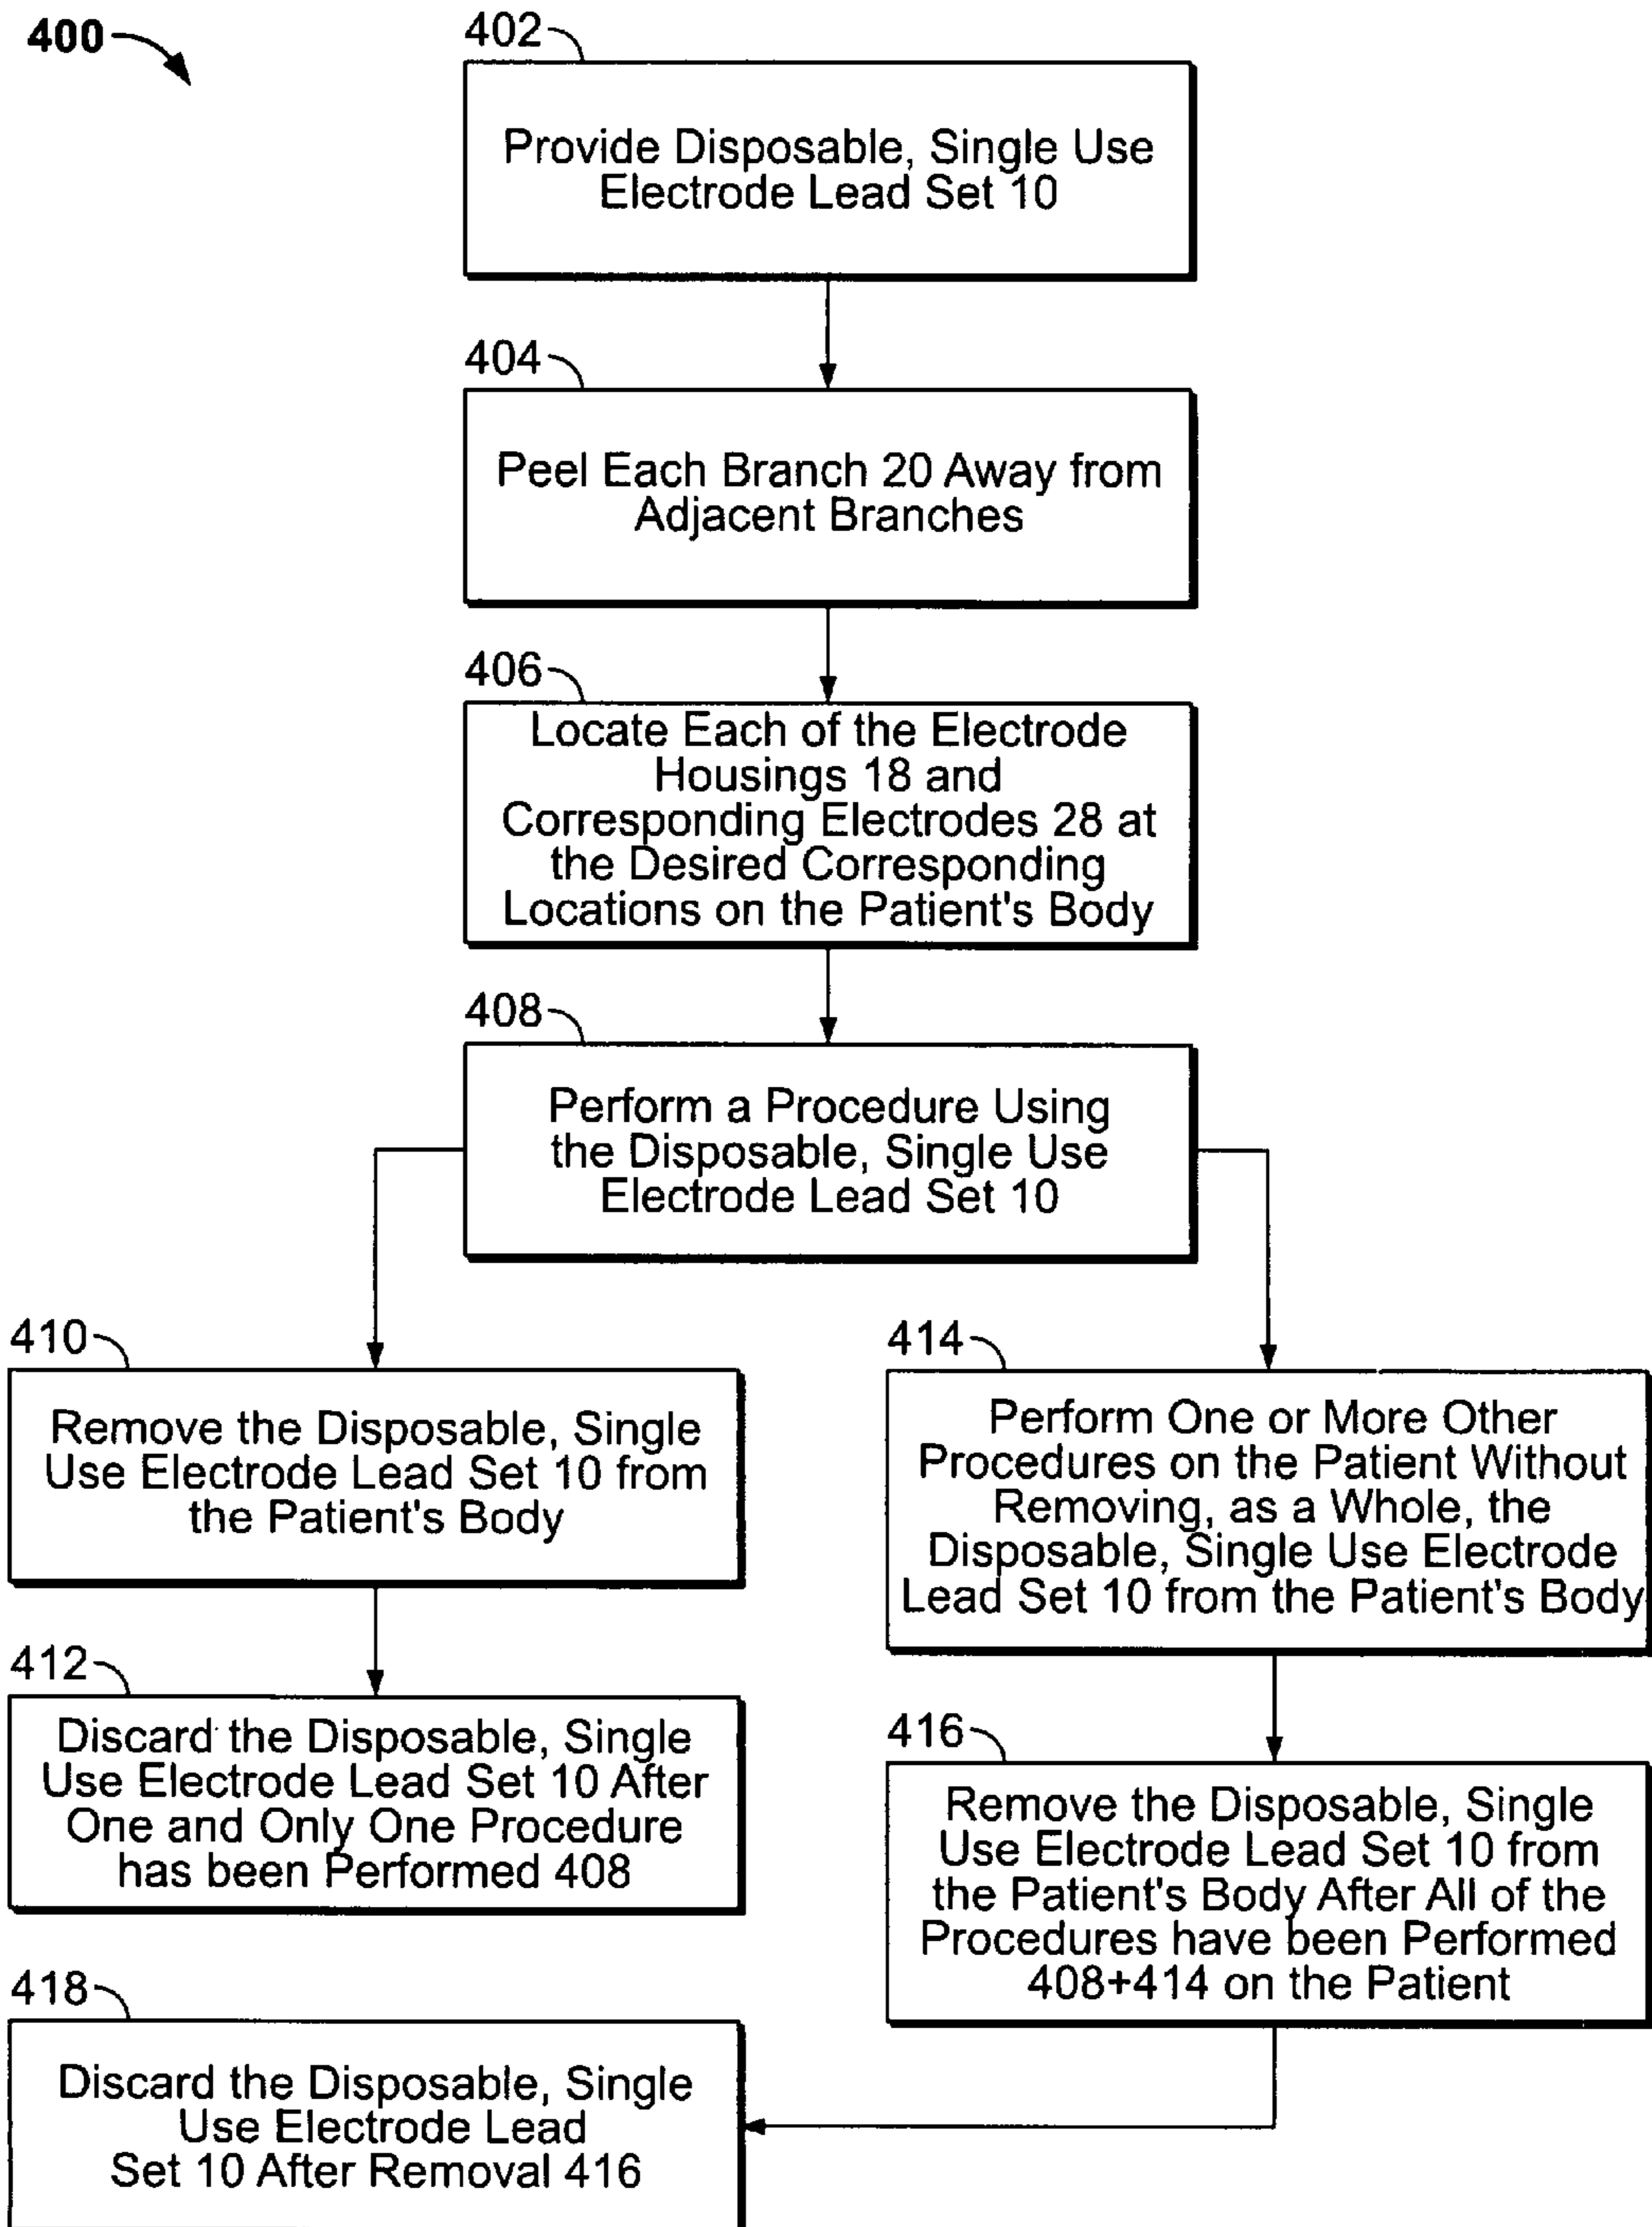 400
402
Provide Disposable, Single Use
Electrode Lead Set 10
404
Peel Each Branch 20 Away from
Adjacent Branches
406
Locate Each of the Electrode
Housings 18 and
Corresponding Electrodes 28 at
the Desired Corresponding
Locations on the Patient's Body
408
Perform a Procedure Using
the Disposable, Single Use
Electrode Lead Set 10
410
Remove the Disposable, Single
Use Electrode Lead Set 10 from
the Patient's Body
412
Discard the Disposable, Single
Use Electrode Lead Set 10 After
One and Only One Procedure
has been Performed 408
414
Perform One or More Other
Procedures on the Patient Without
Removing, as a Whole, the
Disposable, Single Use Electrode
Lead Set 10 from the Patient's Body
416
Remove the Disposable, Single
Use Electrode Lead Set 10 from
the Patient's Body After All of the
Procedures have been Performed
408+414 on the Patient
418
Discard the Disposable, Single
Use Electrode Lead
Set 10 After Removal 416